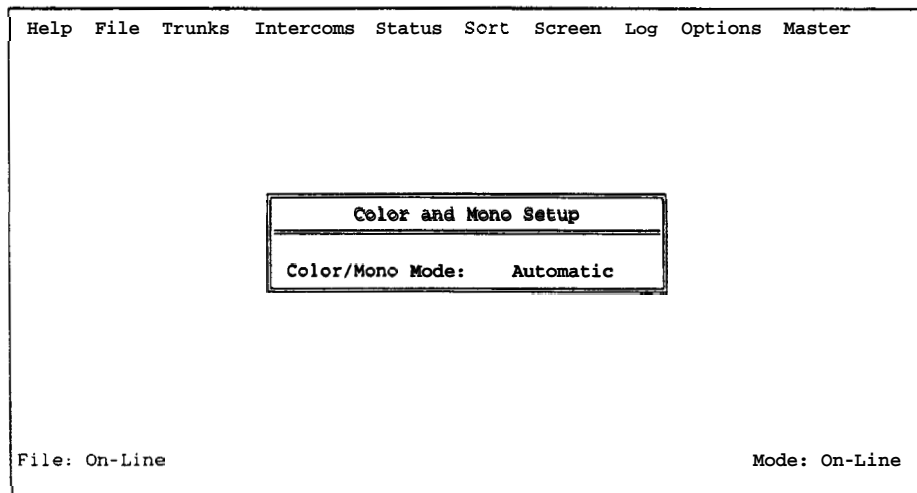 Help File Trunks Intercoms Status Sort Screen Log Options Master
Color and Mono Setup
Color/Mono Mode: Automatic
File: On-Line Mode: On-Line